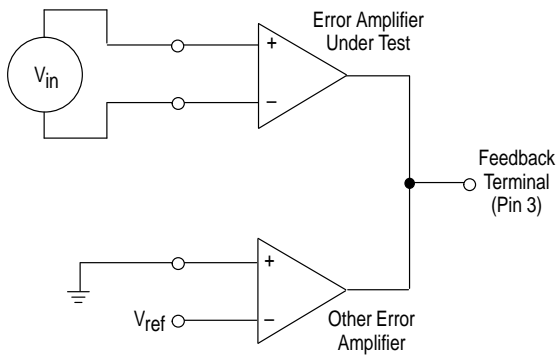 Error Amplifier
Under Test
Vin
+
−
Feedback
Terminal
(Pin 3)
+
Vref
−
Other Error
Amplifier